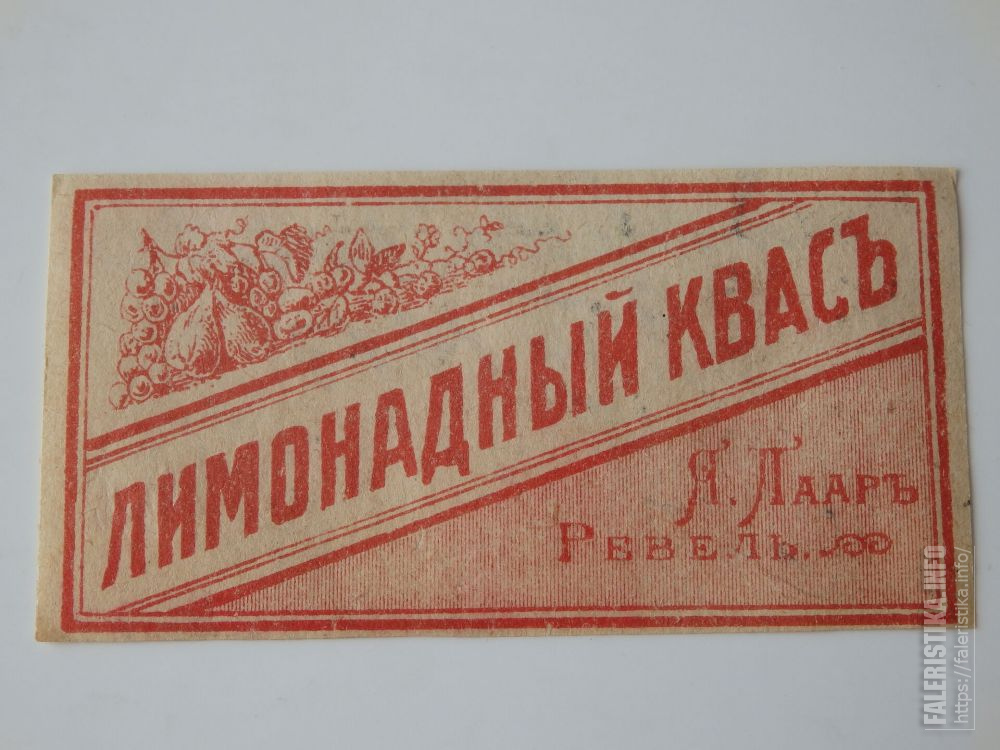 ЛИМОНАДНЫЙ КВАСЪ
Я. ЛААРЪ
РЕВЕЛЬ.
FALERISTIKA.INFO
https://faleristika.info/